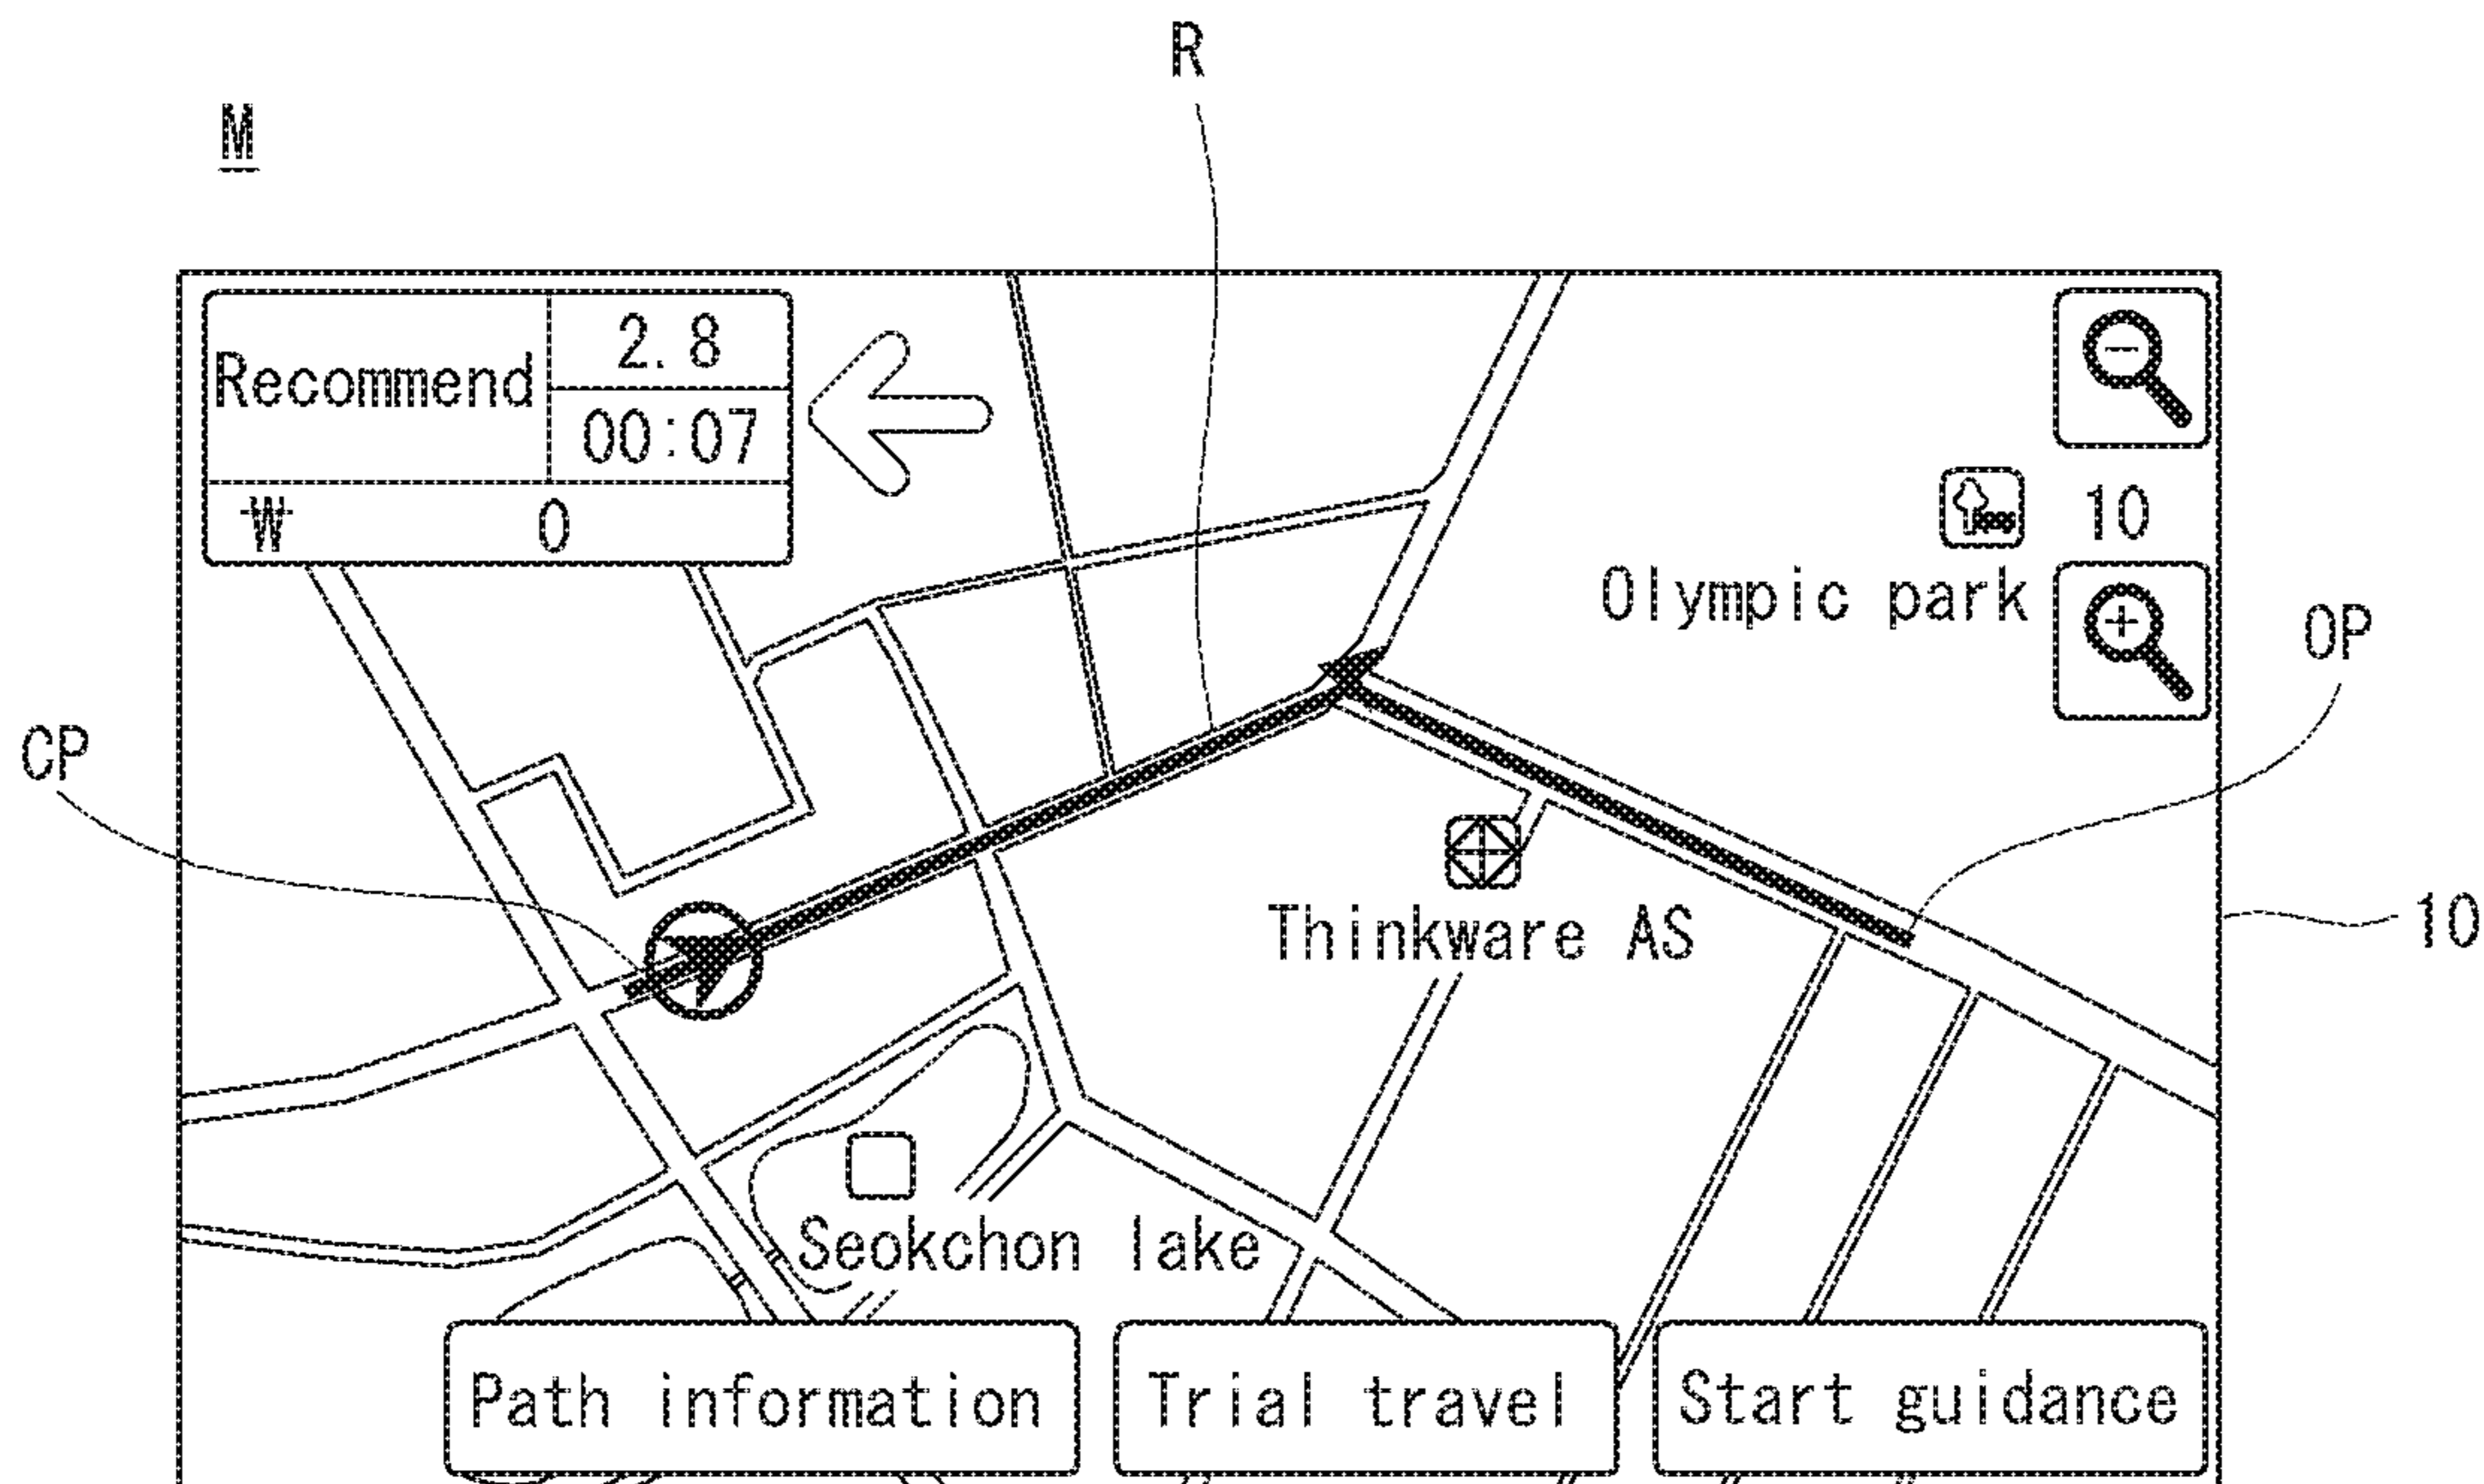 R
M
Recommend
2.8
00:07
₩ 0
10
Olympic park
OP
CP
Thinkware AS
10
Seokchon lake
Path information
Trial travel
Start guidance